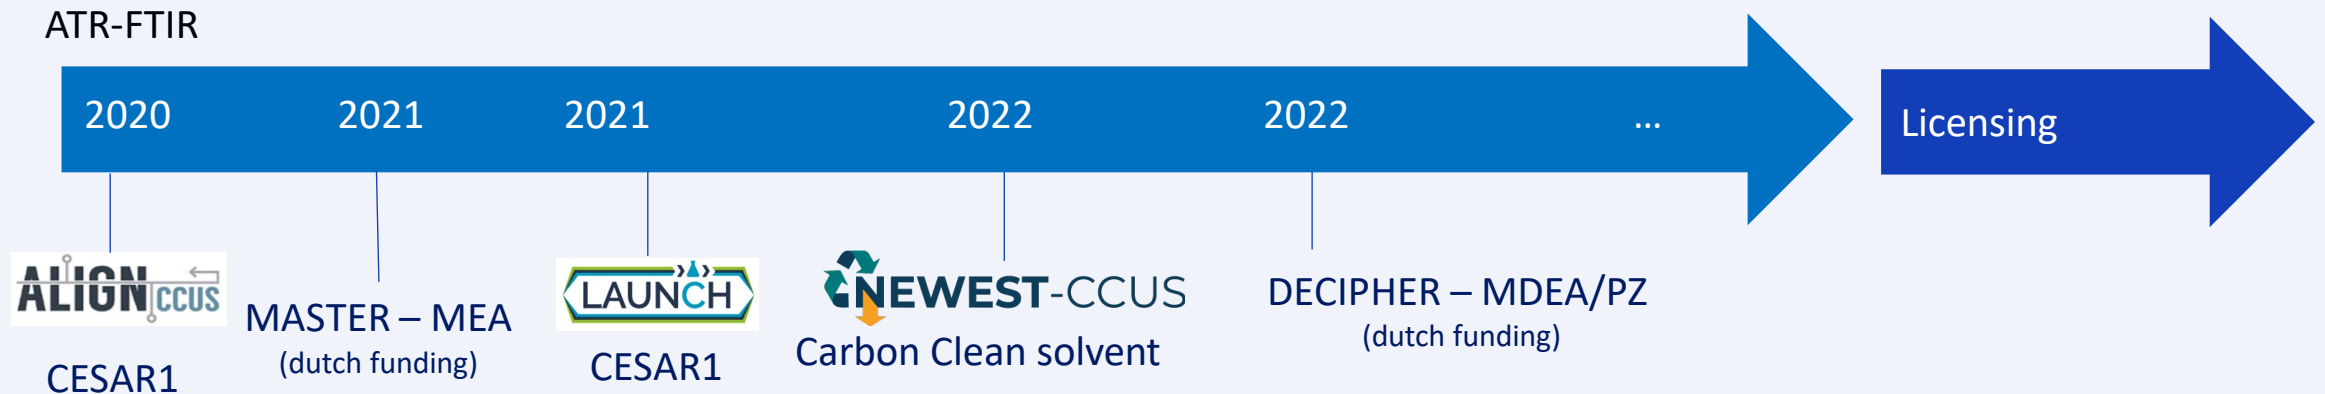 ATR-FTIR
2020 2021 2021 2022 2022 ... Licensing
ALIGN CCUS
CESAR1
MASTER – MEA
(dutch funding)
LAUNCH
CESAR1
NEWEST-CCUS
Carbon Clean solvent
DECIPHER – MDEA/PZ
(dutch funding)